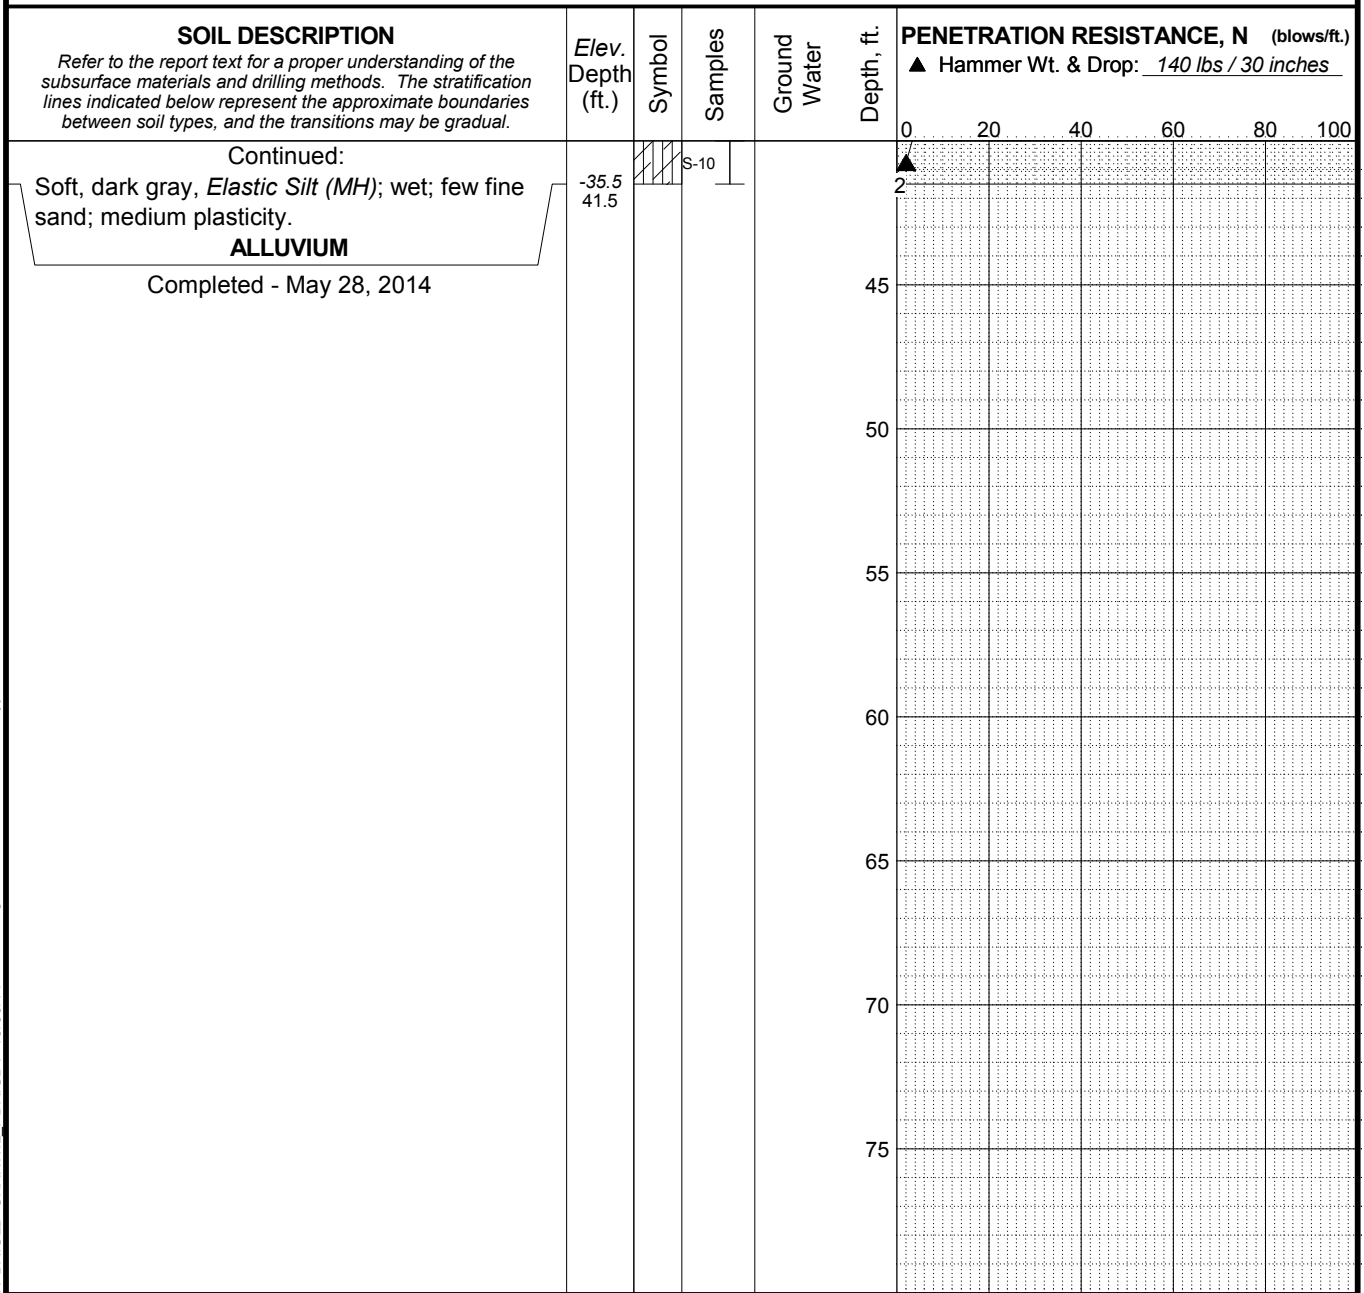 SOIL DESCRIPTION
Refer to the report text for a proper understanding of the
subsurface materials and drilling methods. The stratification
lines indicated below represent the approximate boundaries
between soil types, and the transitions may be gradual.
Elev.
Depth
(ft.)
Symbol
Samples
Ground
Water
Depth, ft.
PENETRATION RESISTANCE, N (blows/ft.)
▲ Hammer Wt. & Drop: 140 lbs / 30 inches
0 20 40 60 80 100
Continued:
Soft, dark gray, Elastic Silt (MH); wet; few fine
sand; medium plasticity.
ALLUVIUM
Completed - May 28, 2014
-35.5
41.5
S-10
2
45
50
55
60
65
70
75